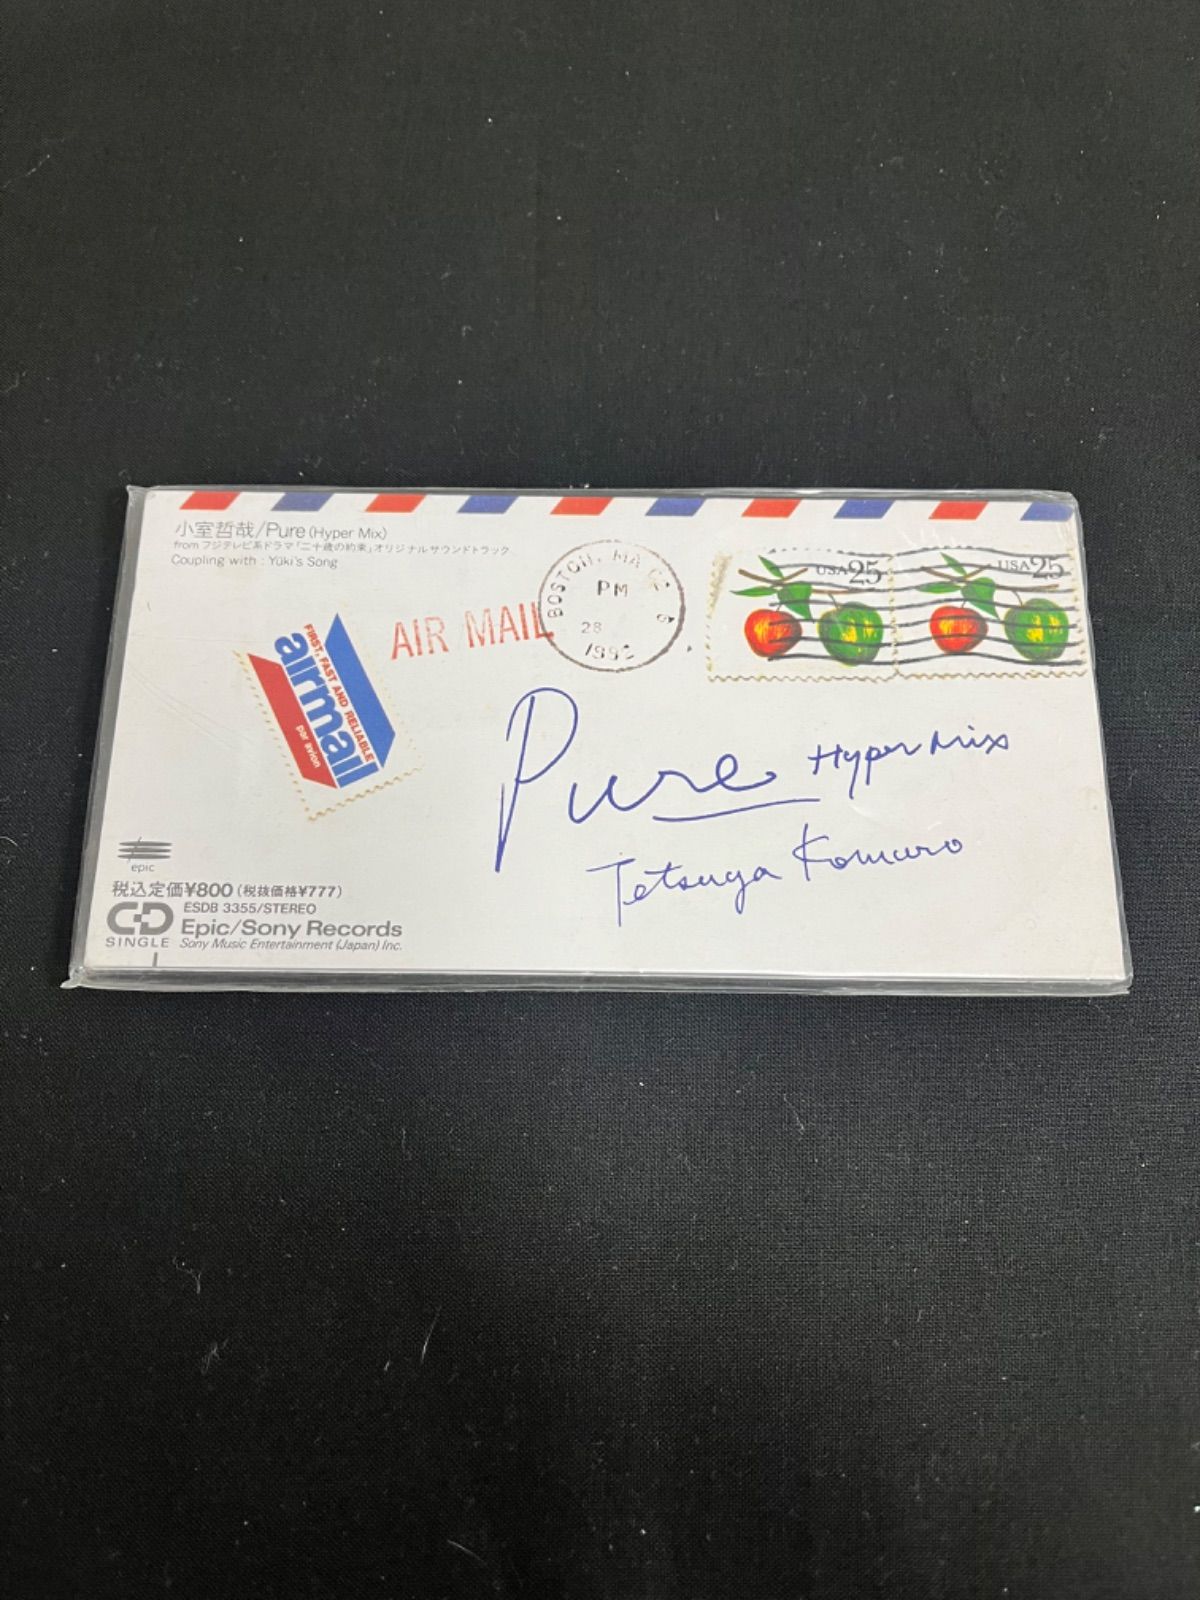 小室哲哉/Pure (Hyper Mix)
from フジテレビ系ドラマ「二十歳の約束」オリジナルサウンドトラック
Coupling with : Yūki's Song
USA 25
USA 25
BOSTON, MA
PM
28
1992
AIR MAIL
FIRST, FAST AND RELIABLE
airmail
par avion
Pure Hyper Mix
Tetsuya Komuro
epic
税込定価¥800 (税抜価格¥777)
ESDB 3355/STEREO
CD SINGLE
Epic/Sony Records
Sony Music Entertainment (Japan) Inc.